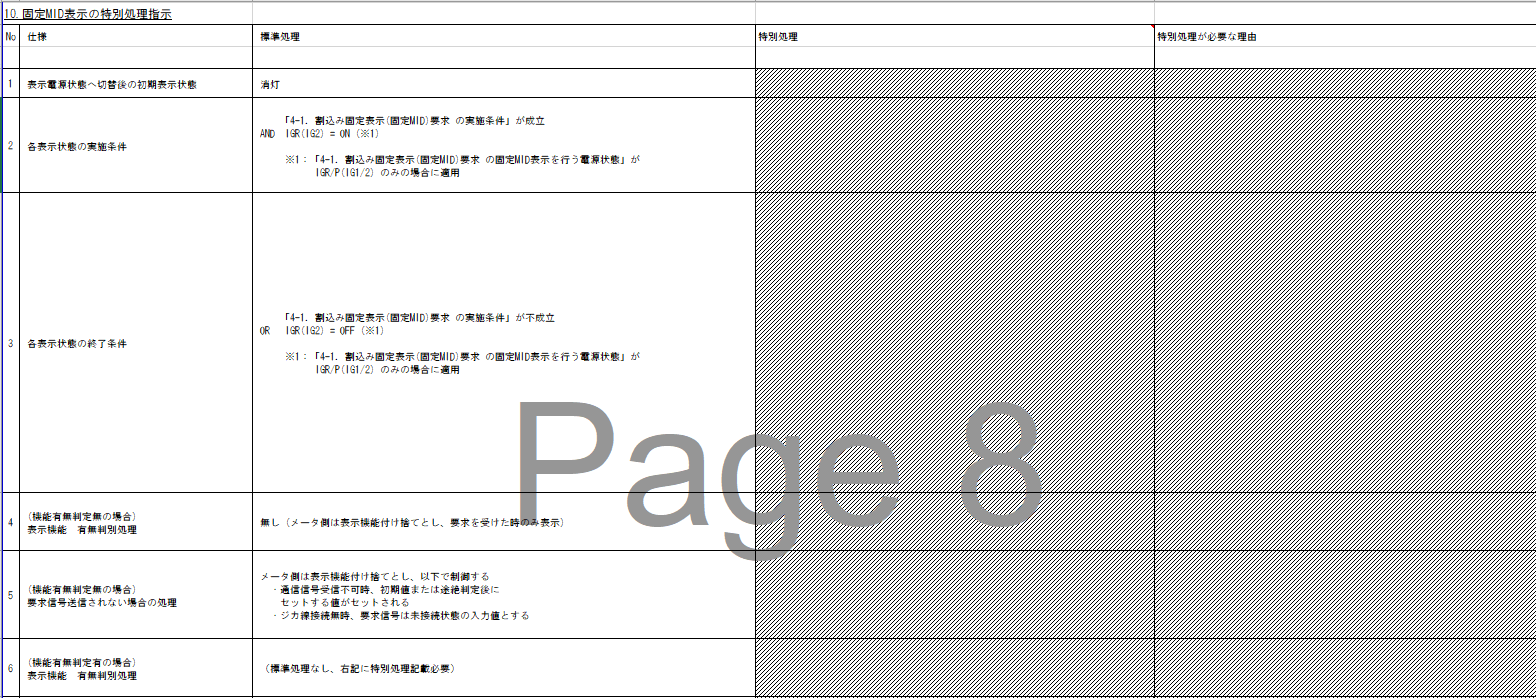 10.固定MID表示の特別処理指示
No 仕様 標準処理 特別処理 特別処理が必要な理由
1 表示電源状態へ切替後の初期表示状態 消灯
2 各表示状態の実施条件
「4-1. 割込み固定表示(固定MID)要求 の実施条件」が成立
AND IGR(IG2) = ON (※1)
※1：「4-1. 割込み固定表示(固定MID)要求 の固定MID表示を行う電源状態」が
IGR/P(IG1/2) のみの場合に適用
3 各表示状態の終了条件
「4-1. 割込み固定表示(固定MID)要求 の実施条件」が不成立
OR IGR(IG2) = OFF (※1)
※1：「4-1. 割込み固定表示(固定MID)要求 の固定MID表示を行う電源状態」が
IGR/P(IG1/2) のみの場合に適用
4 (機能有無判定無の場合)
表示機能　有無判別処理
無し（メータ側は表示機能付け捨てとし、要求を受けた時のみ表示）
5 (機能有無判定無の場合)
要求信号送信されない場合の処理
メータ側は表示機能付け捨てとし、以下で制御する
・通信信号受信不可時、初期値または途絶判定後に
セットする値がセットされる
・ジカ線接続無時、要求信号は未接続状態の入力値とする
6 (機能有無判定有の場合)
表示機能　有無判別処理
（標準処理なし、右記に特別処理記載必要）
Page 8